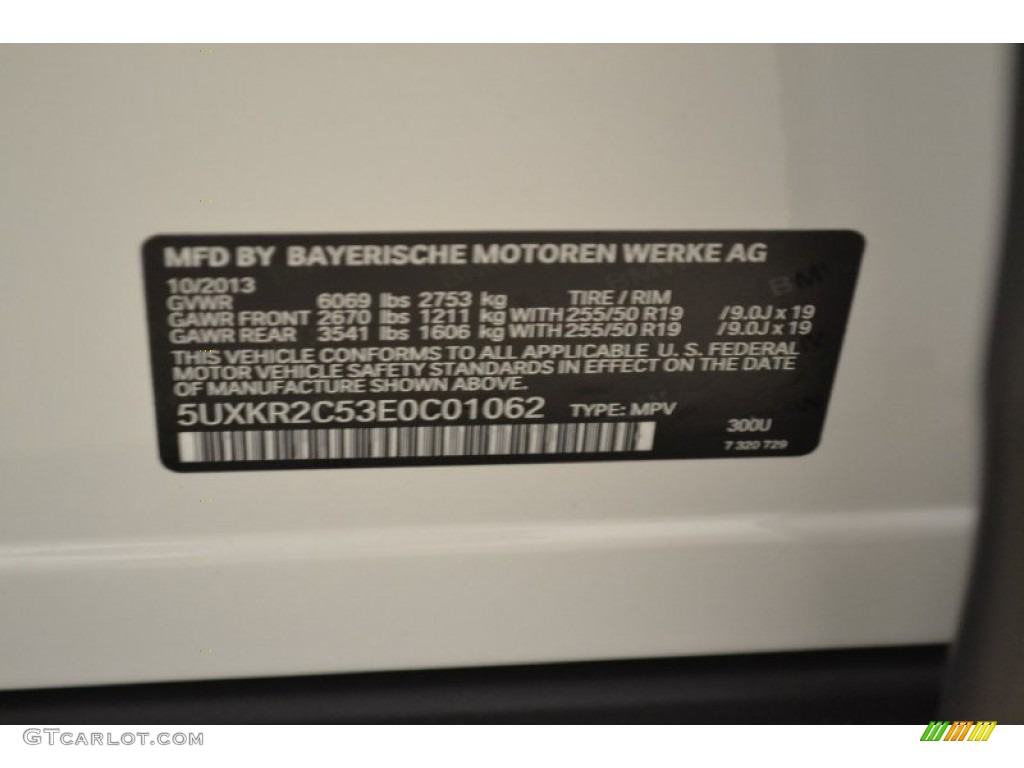 MFD BY BAYERISCHE MOTOREN WERKE AG
10/2013
GVWR 6069 lbs 2753 kg TIRE / RIM
GAWR FRONT 2670 lbs 1211 kg WITH 255/50 R19 /9.0J x 19
GAWR REAR 3541 lbs 1606 kg WITH 255/50 R19 /9.0J x 19
THIS VEHICLE CONFORMS TO ALL APPLICABLE U. S. FEDERAL
MOTOR VEHICLE SAFETY STANDARDS IN EFFECT ON THE DATE
OF MANUFACTURE SHOWN ABOVE.
5UXKR2C53E0C01062 TYPE: MPV
300U
7 320 729
GTCARLOT.COM